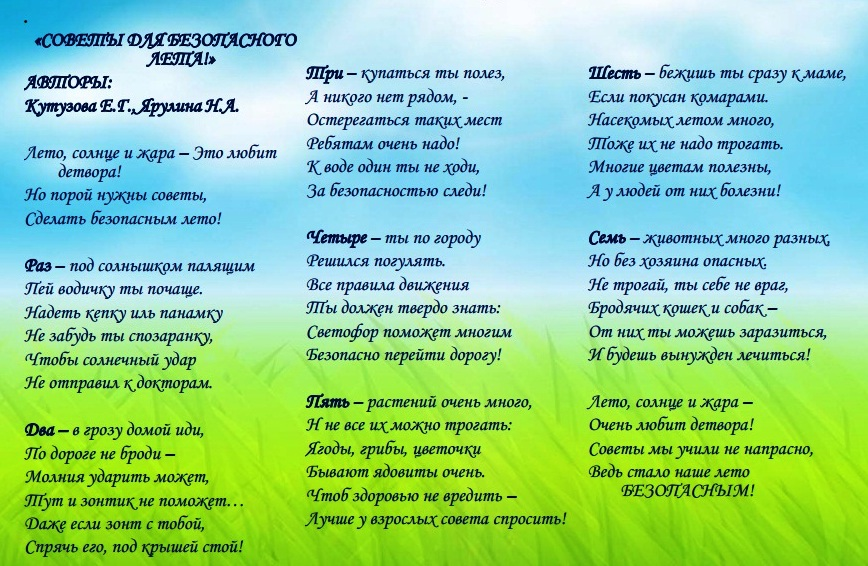 .
«СОВЕТЫ ДЛЯ БЕЗОПАСНОГО
ЛЕТА!»
АВТОРЫ:
Кутузова Е.Г., Ярулина Н.А.
Лето, солнце и жара – Это любит
детвора!
Но порой нужны советы,
Сделать безопасным лето!
Раз – под солнышком палящим
Пей водичку ты почаще.
Надеть кепку иль панамку
Не забудь ты спозаранку,
Чтобы солнечный удар
Не отправил к докторам.
Два – в грозу домой иди,
По дороге не броди –
Молния ударить может,
Тут и зонтик не поможет…
Даже если зонт с тобой,
Спрячь его, под крышей стой!
Три – купаться ты полез,
А никого нет рядом, -
Остерегаться таких мест
Ребятам очень надо!
К воде один ты не ходи,
За безопасностью следи!
Четыре – ты по городу
Решился погулять.
Все правила движения
Ты должен твердо знать:
Светофор поможет многим
Безопасно перейти дорогу!
Пять – растений очень много,
Н не все их можно трогать:
Ягоды, грибы, цветочки
Бывают ядовиты очень.
Чтоб здоровью не вредить –
Лучше у взрослых совета спросить!
Шесть – бежишь ты сразу к маме,
Если покусан комарами.
Насекомых летом много,
Тоже их не надо трогать.
Многие цветам полезны,
А у людей от них болезни!
Семь – животных много разных,
Но без хозяина опасных.
Не трогай, ты себе не враг,
Бродячих кошек и собак –
От них ты можешь заразиться,
И будешь вынужден лечиться!
Лето, солнце и жара –
Очень любит детвора!
Советы мы учили не напрасно,
Ведь стало наше лето
БЕЗОПАСНЫМ!